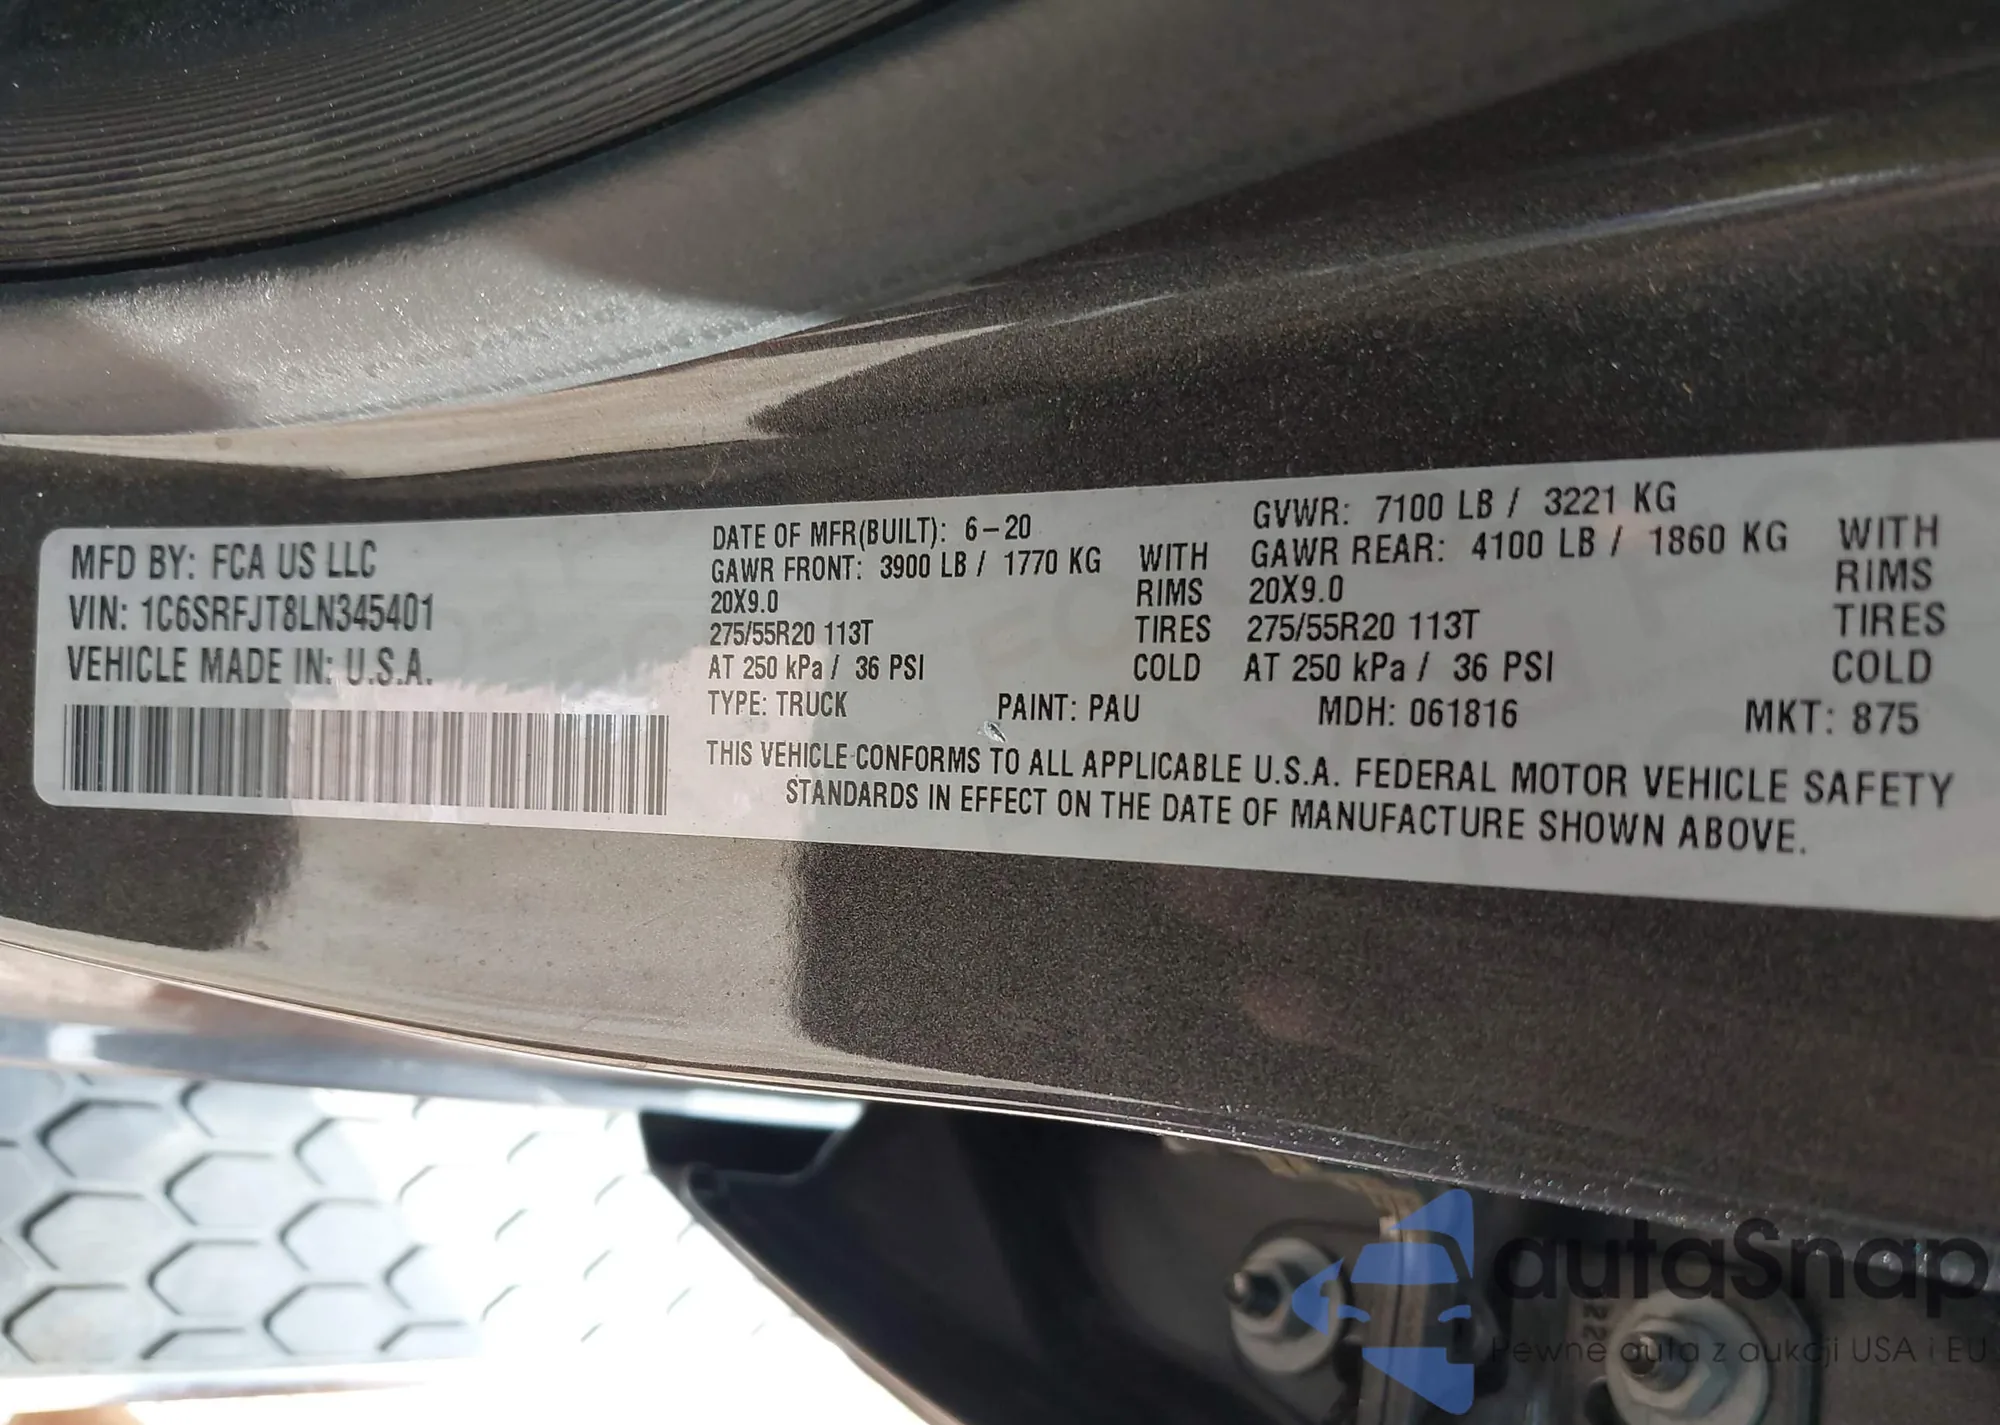 MFD BY: FCA US LLC
VIN: 1C6SRFJT8LN345401
VEHICLE MADE IN: U.S.A.
DATE OF MFR(BUILT): 6-20
GAWR FRONT: 3900 LB / 1770 KG WITH
20X9.0 RIMS
275/55R20 113T TIRES
AT 250 kPa / 36 PSI COLD
GVWR: 7100 LB / 3221 KG
GAWR REAR: 4100 LB / 1860 KG WITH
20X9.0 RIMS
275/55R20 113T TIRES
AT 250 kPa / 36 PSI COLD
TYPE: TRUCK PAINT: PAU MDH: 061816 MKT: 875
THIS VEHICLE CONFORMS TO ALL APPLICABLE U.S.A. FEDERAL MOTOR VEHICLE SAFETY
STANDARDS IN EFFECT ON THE DATE OF MANUFACTURE SHOWN ABOVE.
autaSnap
Pewne auta z aukcji USA i EU